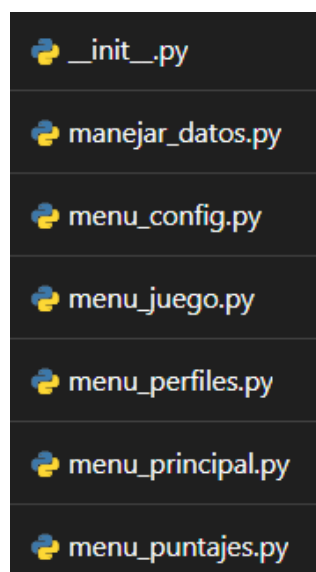 __init__.py
manejar_datos.py
menu_config.py
menu_juego.py
menu_perfiles.py
menu_principal.py
menu_puntajes.py